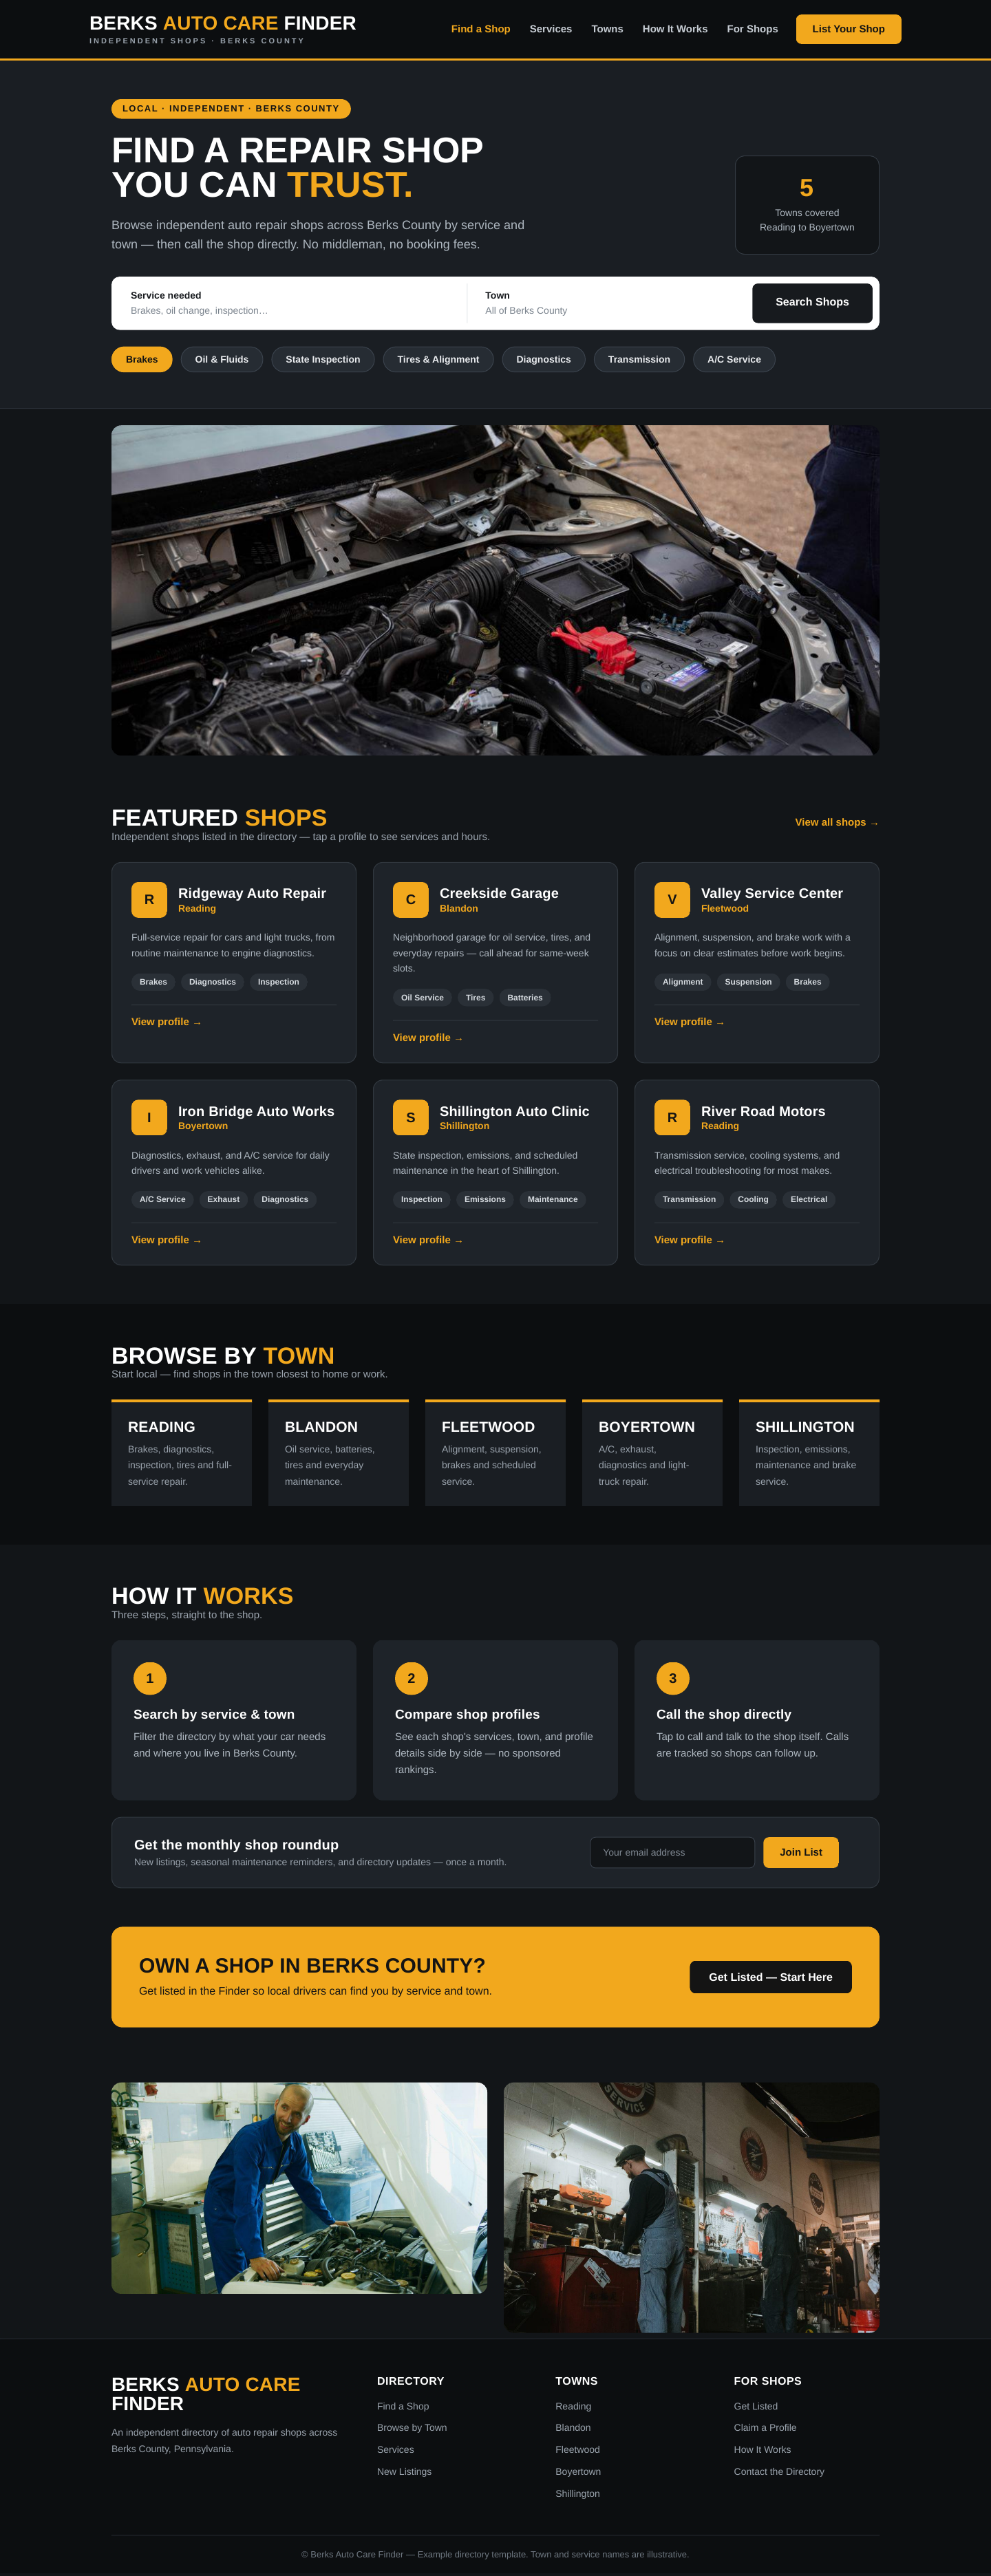 BERKS AUTO CARE FINDER
INDEPENDENT SHOPS · BERKS COUNTY
Find a Shop
Services
Towns
How It Works
For Shops
List Your Shop
LOCAL · INDEPENDENT · BERKS COUNTY
FIND A REPAIR SHOP
YOU CAN TRUST.
Browse independent auto repair shops across Berks County by service and
town — then call the shop directly. No middleman, no booking fees.
5
Towns covered
Reading to Boyertown
Service needed
Brakes, oil change, inspection…
Town
All of Berks County
Search Shops
Brakes
Oil & Fluids
State Inspection
Tires & Alignment
Diagnostics
Transmission
A/C Service
FEATURED SHOPS
Independent shops listed in the directory — tap a profile to see services and hours.
View all shops →
R
Ridgeway Auto Repair
Reading
Full-service repair for cars and light trucks, from
routine maintenance to engine diagnostics.
Brakes
Diagnostics
Inspection
View profile →
C
Creekside Garage
Blandon
Neighborhood garage for oil service, tires, and
everyday repairs — call ahead for same-week
slots.
Oil Service
Tires
Batteries
View profile →
V
Valley Service Center
Fleetwood
Alignment, suspension, and brake work with a
focus on clear estimates before work begins.
Alignment
Suspension
Brakes
View profile →
I
Iron Bridge Auto Works
Boyertown
Diagnostics, exhaust, and A/C service for daily
drivers and work vehicles alike.
A/C Service
Exhaust
Diagnostics
View profile →
S
Shillington Auto Clinic
Shillington
State inspection, emissions, and scheduled
maintenance in the heart of Shillington.
Inspection
Emissions
Maintenance
View profile →
R
River Road Motors
Reading
Transmission service, cooling systems, and
electrical troubleshooting for most makes.
Transmission
Cooling
Electrical
View profile →
BROWSE BY TOWN
Start local — find shops in the town closest to home or work.
READING
Brakes, diagnostics,
inspection, tires and full-
service repair.
BLANDON
Oil service, batteries,
tires and everyday
maintenance.
FLEETWOOD
Alignment, suspension,
brakes and scheduled
service.
BOYERTOWN
A/C, exhaust,
diagnostics and light-
truck repair.
SHILLINGTON
Inspection, emissions,
maintenance and brake
service.
HOW IT WORKS
Three steps, straight to the shop.
1
Search by service & town
Filter the directory by what your car needs
and where you live in Berks County.
2
Compare shop profiles
See each shop's services, town, and profile
details side by side — no sponsored
rankings.
3
Call the shop directly
Tap to call and talk to the shop itself. Calls
are tracked so shops can follow up.
Get the monthly shop roundup
New listings, seasonal maintenance reminders, and directory updates — once a month.
Your email address
Join List
OWN A SHOP IN BERKS COUNTY?
Get listed in the Finder so local drivers can find you by service and town.
Get Listed — Start Here
SERVICE
BERKS AUTO CARE
FINDER
An independent directory of auto repair shops across
Berks County, Pennsylvania.
DIRECTORY
Find a Shop
Browse by Town
Services
New Listings
TOWNS
Reading
Blandon
Fleetwood
Boyertown
Shillington
FOR SHOPS
Get Listed
Claim a Profile
How It Works
Contact the Directory
© Berks Auto Care Finder — Example directory template. Town and service names are illustrative.